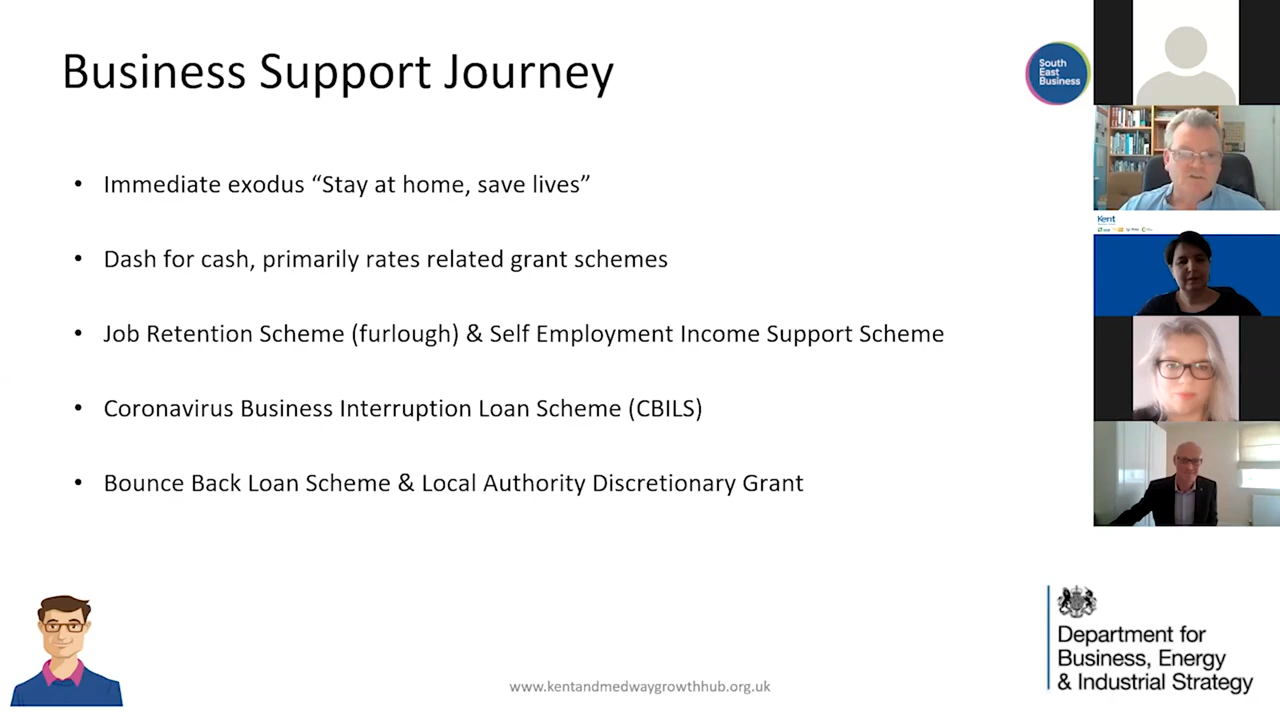 Business Support Journey
South
East
Business
• Immediate exodus “Stay at home, save lives”
• Dash for cash, primarily rates related grant schemes
• Job Retention Scheme (furlough) & Self Employment Income Support Scheme
• Coronavirus Business Interruption Loan Scheme (CBILS)
• Bounce Back Loan Scheme & Local Authority Discretionary Grant
Kent
Department for
Business, Energy
& Industrial Strategy
www.kentandmedwaygrowthhub.org.uk